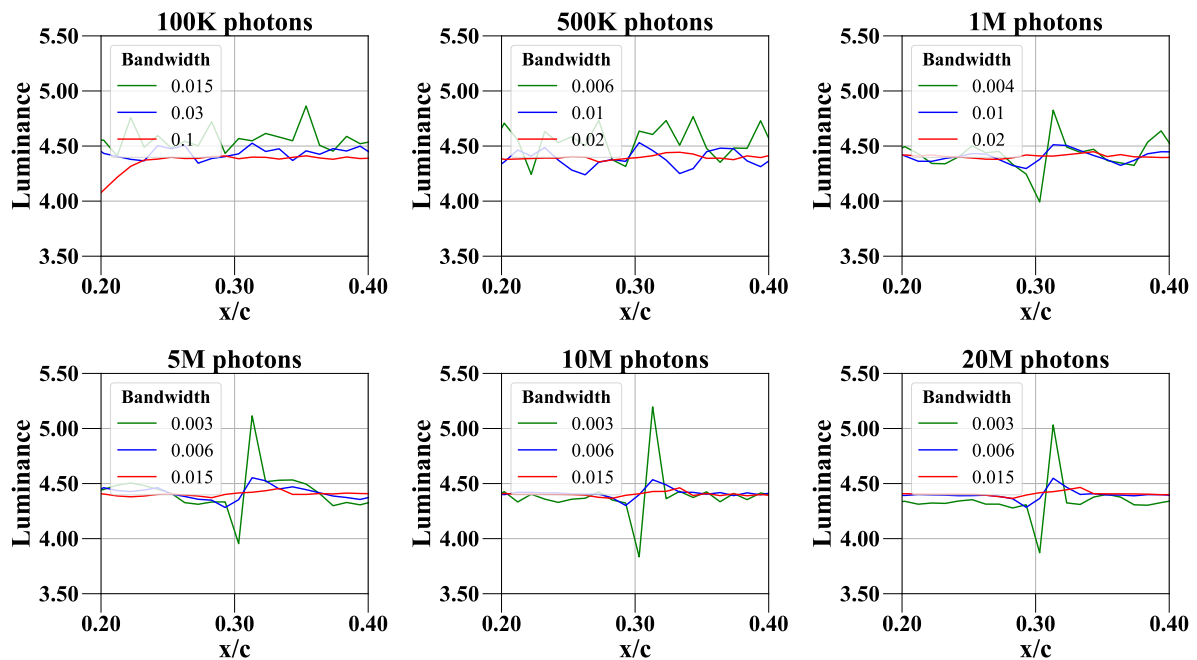 100K photons
5.50
5.00
4.50
4.00
3.50
Luminance
Bandwidth
0.015
0.03
0.1
0.20
0.30
0.40
x/c
500K photons
5.50
5.00
4.50
4.00
3.50
Luminance
Bandwidth
0.006
0.01
0.02
0.20
0.30
0.40
x/c
1M photons
5.50
5.00
4.50
4.00
3.50
Luminance
Bandwidth
0.004
0.01
0.02
0.20
0.30
0.40
x/c
5M photons
5.50
5.00
4.50
4.00
3.50
Luminance
Bandwidth
0.003
0.006
0.015
0.20
0.30
0.40
x/c
10M photons
5.50
5.00
4.50
4.00
3.50
Luminance
Bandwidth
0.003
0.006
0.015
0.20
0.30
0.40
x/c
20M photons
5.50
5.00
4.50
4.00
3.50
Luminance
Bandwidth
0.003
0.006
0.015
0.20
0.30
0.40
x/c